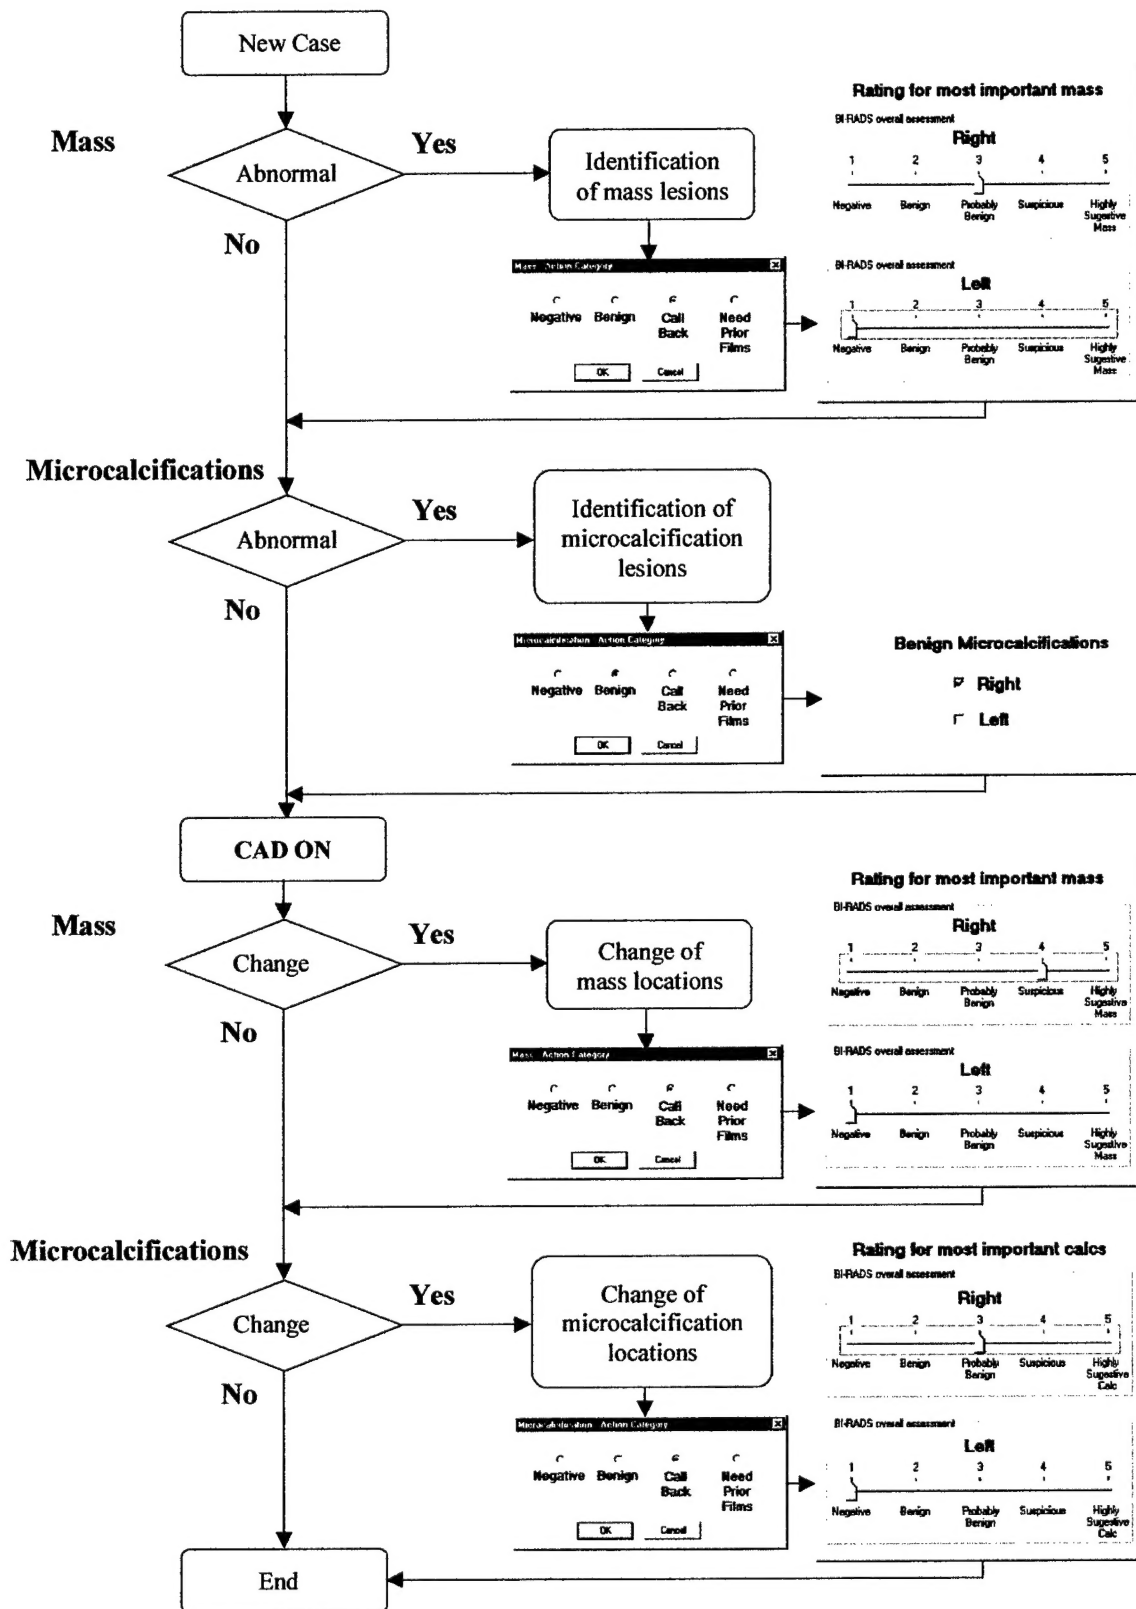 New Case
Mass
Abnormal
Yes
No
Identification
of mass lesions
Mass - Action Category
Negative Benign Call Back Need Prior Films
OK Cancel
Rating for most important mass
BI-RADS overall assessment
Right
1 2 3 4 5
Negative Benign Probably Benign Suspicious Highly Sugestive Mass
BI-RADS overall assessment
Left
1 2 3 4 5
Negative Benign Probably Benign Suspicious Highly Sugestive Mass
Microcalcifications
Abnormal
Yes
No
Identification of
microcalcification
lesions
Microcalcification - Action Category
Negative Benign Call Back Need Prior Films
OK Cancel
Benign Microcalcifications
Right
Left
CAD ON
Mass
Change
Yes
No
Change of
mass locations
Mass - Action Category
Negative Benign Call Back Need Prior Films
OK Cancel
Rating for most important mass
BI-RADS overall assessment
Right
1 2 3 4 5
Negative Benign Probably Benign Suspicious Highly Sugestive Mass
BI-RADS overall assessment
Left
1 2 3 4 5
Negative Benign Probably Benign Suspicious Highly Sugestive Mass
Microcalcifications
Change
Yes
No
Change of
microcalcification
locations
Microcalcification - Action Category
Negative Benign Call Back Need Prior Films
OK Cancel
Rating for most important calcs
BI-RADS overall assessment
Right
1 2 3 4 5
Negative Benign Probably Benign Suspicious Highly Sugestive Calc
BI-RADS overall assessment
Left
1 2 3 4 5
Negative Benign Probably Benign Suspicious Highly Sugestive Calc
End